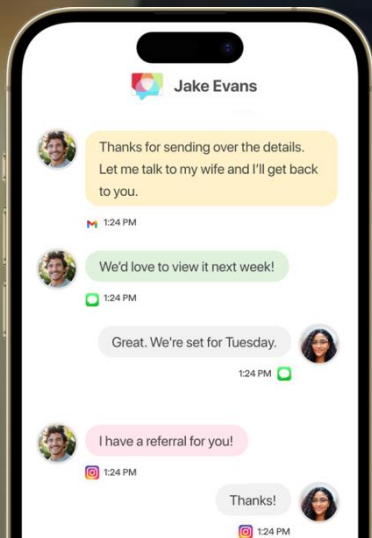 Jake Evans
Thanks for sending over the details.
Let me talk to my wife and I'll get back
to you.
1:24 PM
We'd love to view it next week!
1:24 PM
Great. We're set for Tuesday.
1:24 PM
I have a referral for you!
1:24 PM
Thanks!
1:24 PM